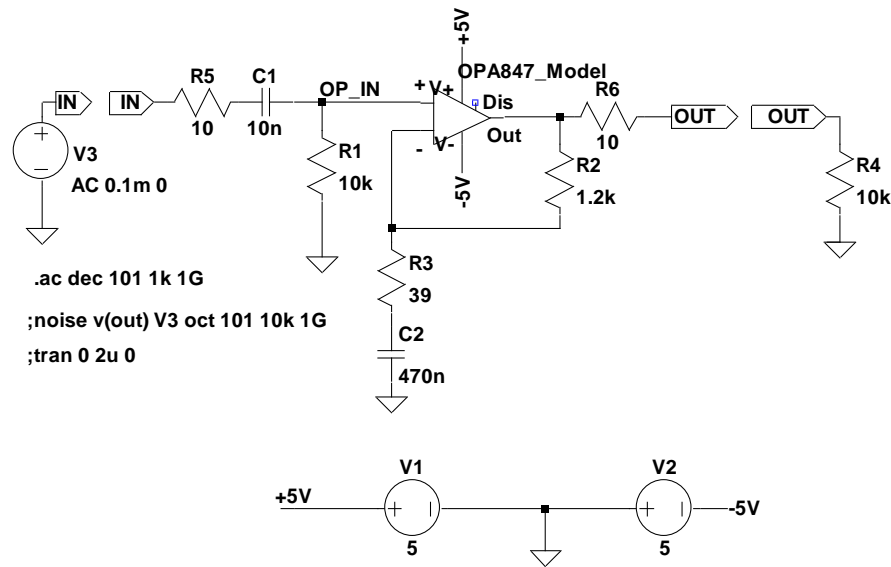 +5V
OPA847_Model
IN
IN
R5
10
C1
10n
OP_IN
+
V+
Dis
-
V-
Out
-5V
R6
10
OUT
OUT
V3
AC 0.1m 0
R1
10k
R2
1.2k
R4
10k
R3
39
C2
470n
.ac dec 101 1k 1G
;noise v(out) V3 oct 101 10k 1G
;tran 0 2u 0
V1
V2
+5V
-5V
5
5